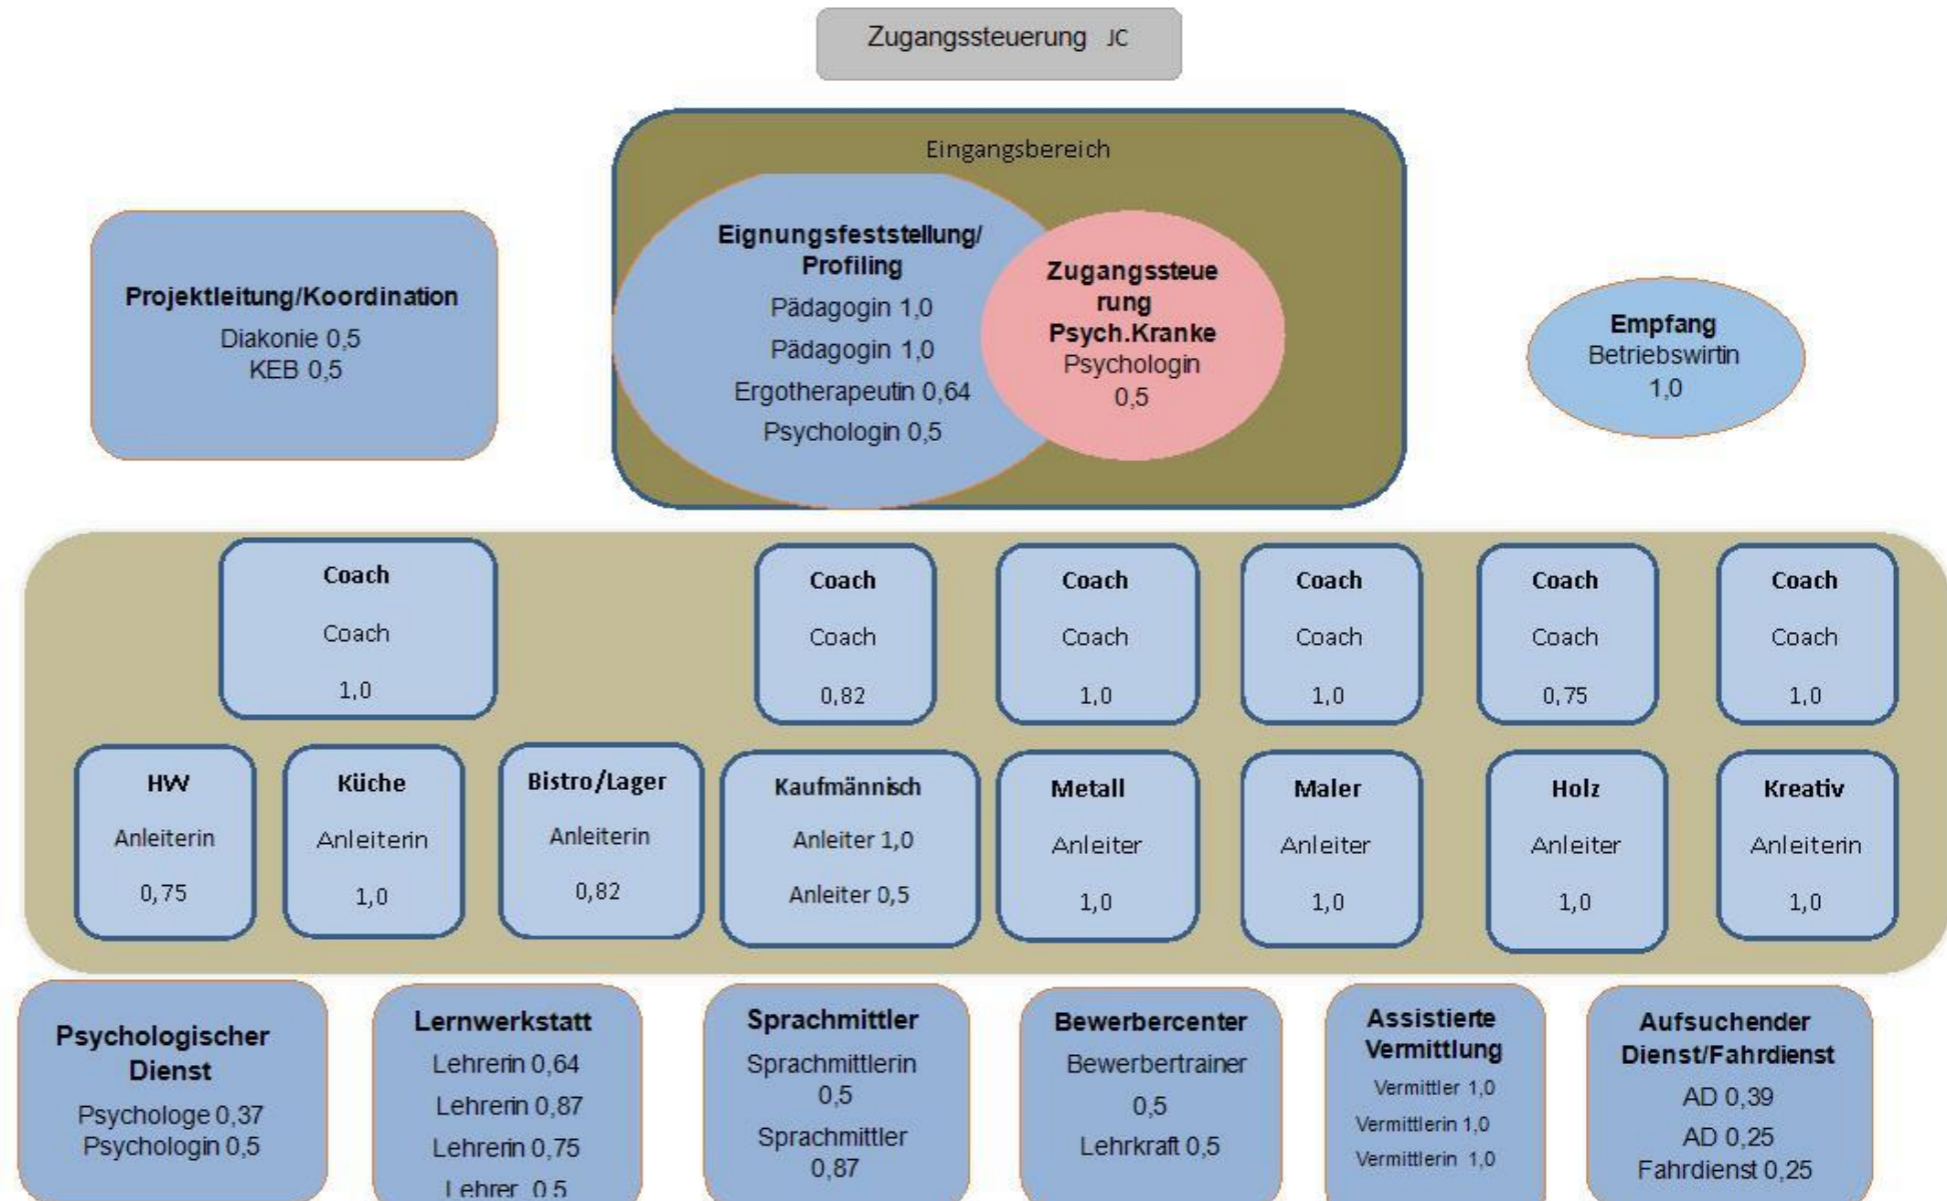 Zugangssteuerung JC
Eingangsbereich
Projektleitung/Koordination
Diakonie 0,5
KEB 0,5
Eignungsfeststellung/
Profiling
Pädagogin 1,0
Pädagogin 1,0
Ergotherapeutin 0,64
Psychologin 0,5
Zugangssteue
rung
Psych.Kranke
Psychologin
0,5
Empfang
Betriebswirtin
1,0
Coach
Coach
1,0
Coach
Coach
0,82
Coach
Coach
1,0
Coach
Coach
1,0
Coach
Coach
0,75
Coach
Coach
1,0
HW
Anleiterin
0,75
Küche
Anleiterin
1,0
Bistro/Lager
Anleiterin
0,82
Kaufmännisch
Anleiter 1,0
Anleiter 0,5
Metall
Anleiter
1,0
Maler
Anleiter
1,0
Holz
Anleiter
1,0
Kreativ
Anleiterin
1,0
Psychologischer
Dienst
Psychologe 0,37
Psychologin 0,5
Lernwerkstatt
Lehrerin 0,64
Lehrerin 0,87
Lehrerin 0,75
Lehrer 0,5
Sprachmittler
Sprachmittlerin
0,5
Sprachmittler
0,87
Bewerbercenter
Bewerbertrainer
0,5
Lehrkraft 0,5
Assistierte
Vermittlung
Vermittler 1,0
Vermittlerin 1,0
Vermittlerin 1,0
Aufsuchender
Dienst/Fahrdienst
AD 0,39
AD 0,25
Fahrdienst 0,25